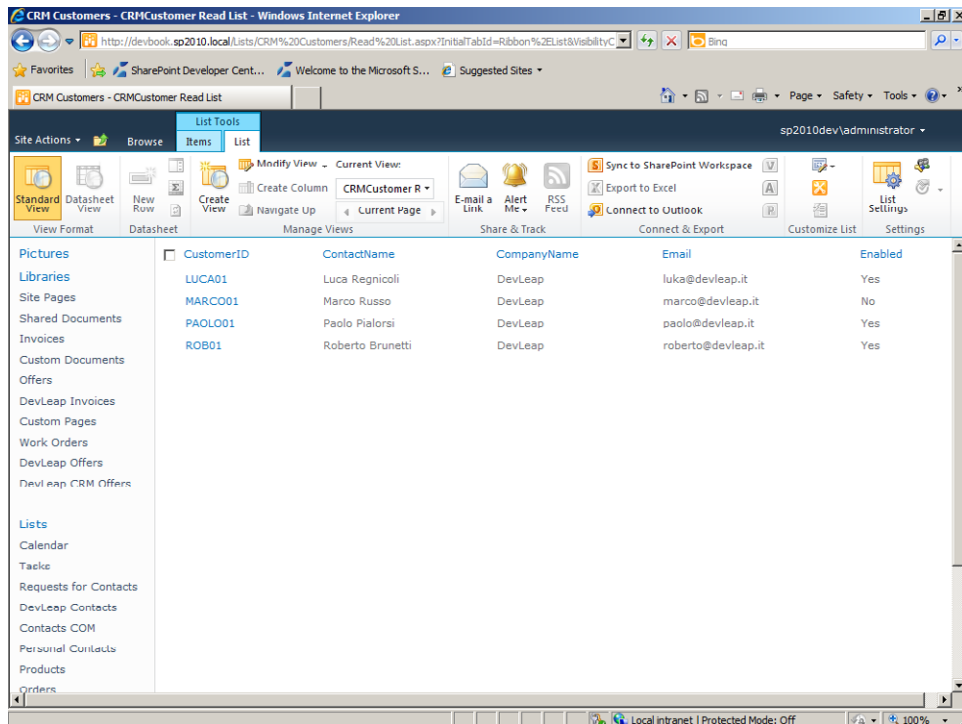 CRM Customers - CRMCustomer Read List - Windows Internet Explorer
http://devbook.sp2010.local/Lists/CRM%20Customers/Read%20List.aspx?InitialTabId=Ribbon%2EList&VisibilityC
Bing
Favorites SharePoint Developer Cent... Welcome to the Microsoft S... Suggested Sites
CRM Customers - CRMCustomer Read List
Page Safety Tools
List Tools
sp2010dev\administrator
Site Actions Browse Items List
Standard View
Datasheet View
New Row
Create View
Modify View
Create Column
Navigate Up
Current View:
CRMCustomer R
Current Page
E-mail a Link
Alert Me
RSS Feed
Sync to SharePoint Workspace
Export to Excel
Connect to Outlook
List Settings
View Format Datasheet Manage Views Share & Track Connect & Export Customize List Settings
Pictures
Libraries
Site Pages
Shared Documents
Invoices
Custom Documents
Offers
DevLeap Invoices
Custom Pages
Work Orders
DevLeap Offers
DevLeap CRM Offers
Lists
Calendar
Tasks
Requests for Contacts
DevLeap Contacts
Contacts COM
Personal Contacts
Products
Orders
CustomerID ContactName CompanyName Email Enabled
LUCA01 Luca Regnicoli DevLeap luka@devleap.it Yes
MARCO01 Marco Russo DevLeap marco@devleap.it No
PAOLO01 Paolo Pialorsi DevLeap paolo@devleap.it Yes
ROB01 Roberto Brunetti DevLeap roberto@devleap.it Yes
Local intranet | Protected Mode: Off
100%